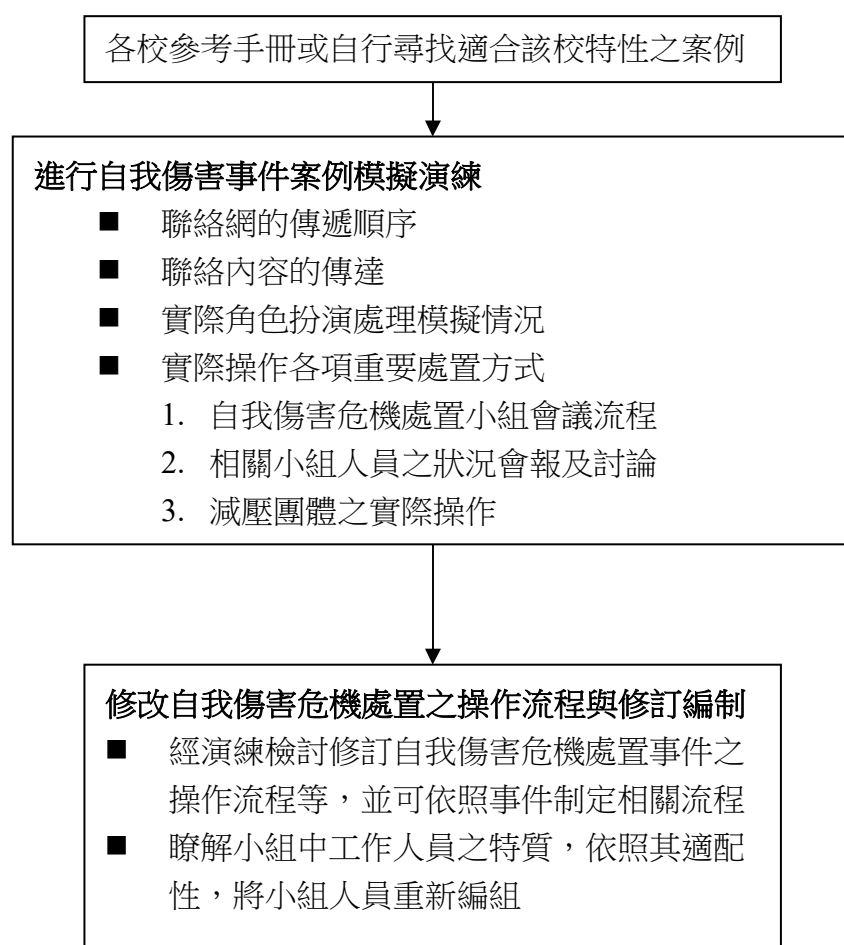 各校參考手冊或自行尋找適合該校特性之案例
進行自我傷害事件案例模擬演練
■ 聯絡網的傳遞順序
■ 聯絡內容的傳達
■ 實際角色扮演處理模擬情況
■ 實際操作各項重要處置方式
1. 自我傷害危機處置小組會議流程
2. 相關小組人員之狀況會報及討論
3. 減壓團體之實際操作
修改自我傷害危機處置之操作流程與修訂編制
■ 經演練檢討修訂自我傷害危機處置事件之
操作流程等，並可依照事件制定相關流程
■ 瞭解小組中工作人員之特質，依照其適配
性，將小組人員重新編組